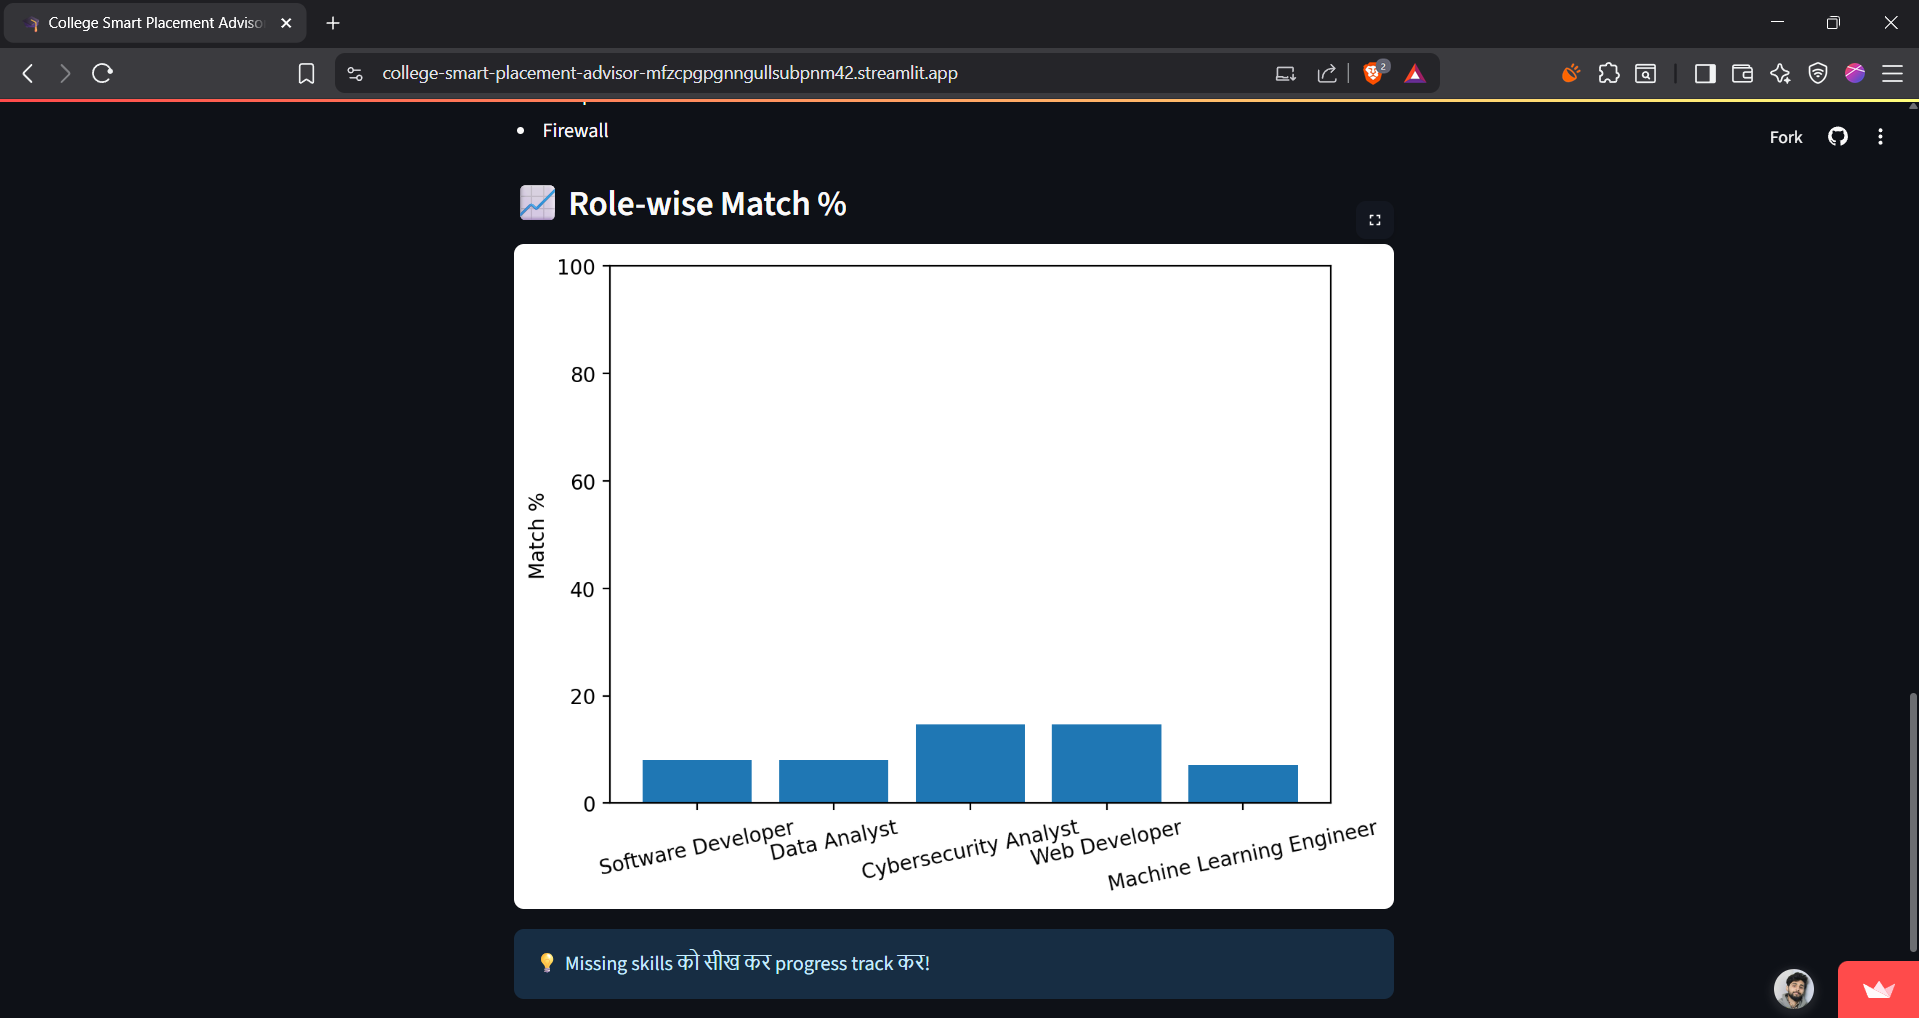 College Smart Placement Adviso
college-smart-placement-advisor-mfzcpgpgnngullsubpnm42.streamlit.app
2
Firewall
Fork
Role-wise Match %
100
80
60
40
20
0
Match %
Software Developer
Data Analyst
Cybersecurity Analyst
Web Developer
Machine Learning Engineer
Missing skills को सीख कर progress track कर!